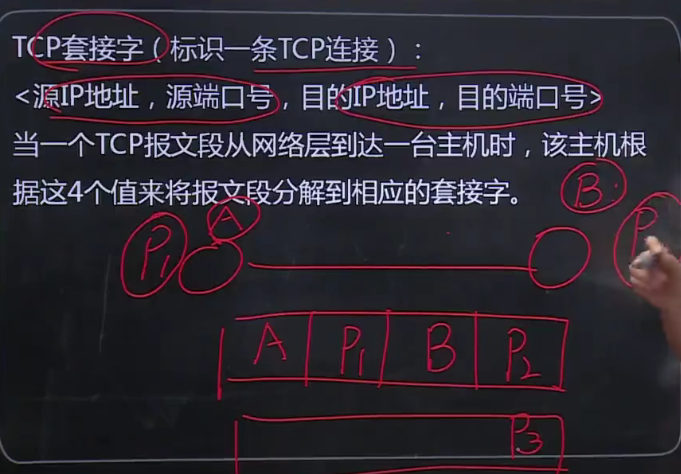 TCP套接字（标识一条TCP连接）：
<源IP地址，源端口号，目的IP地址，目的端口号>
当一个TCP报文段从网络层到达一台主机时，该主机根
据这4个值来将报文段分解到相应的套接字。
B
A
P1 P
A P1 B P2
P3